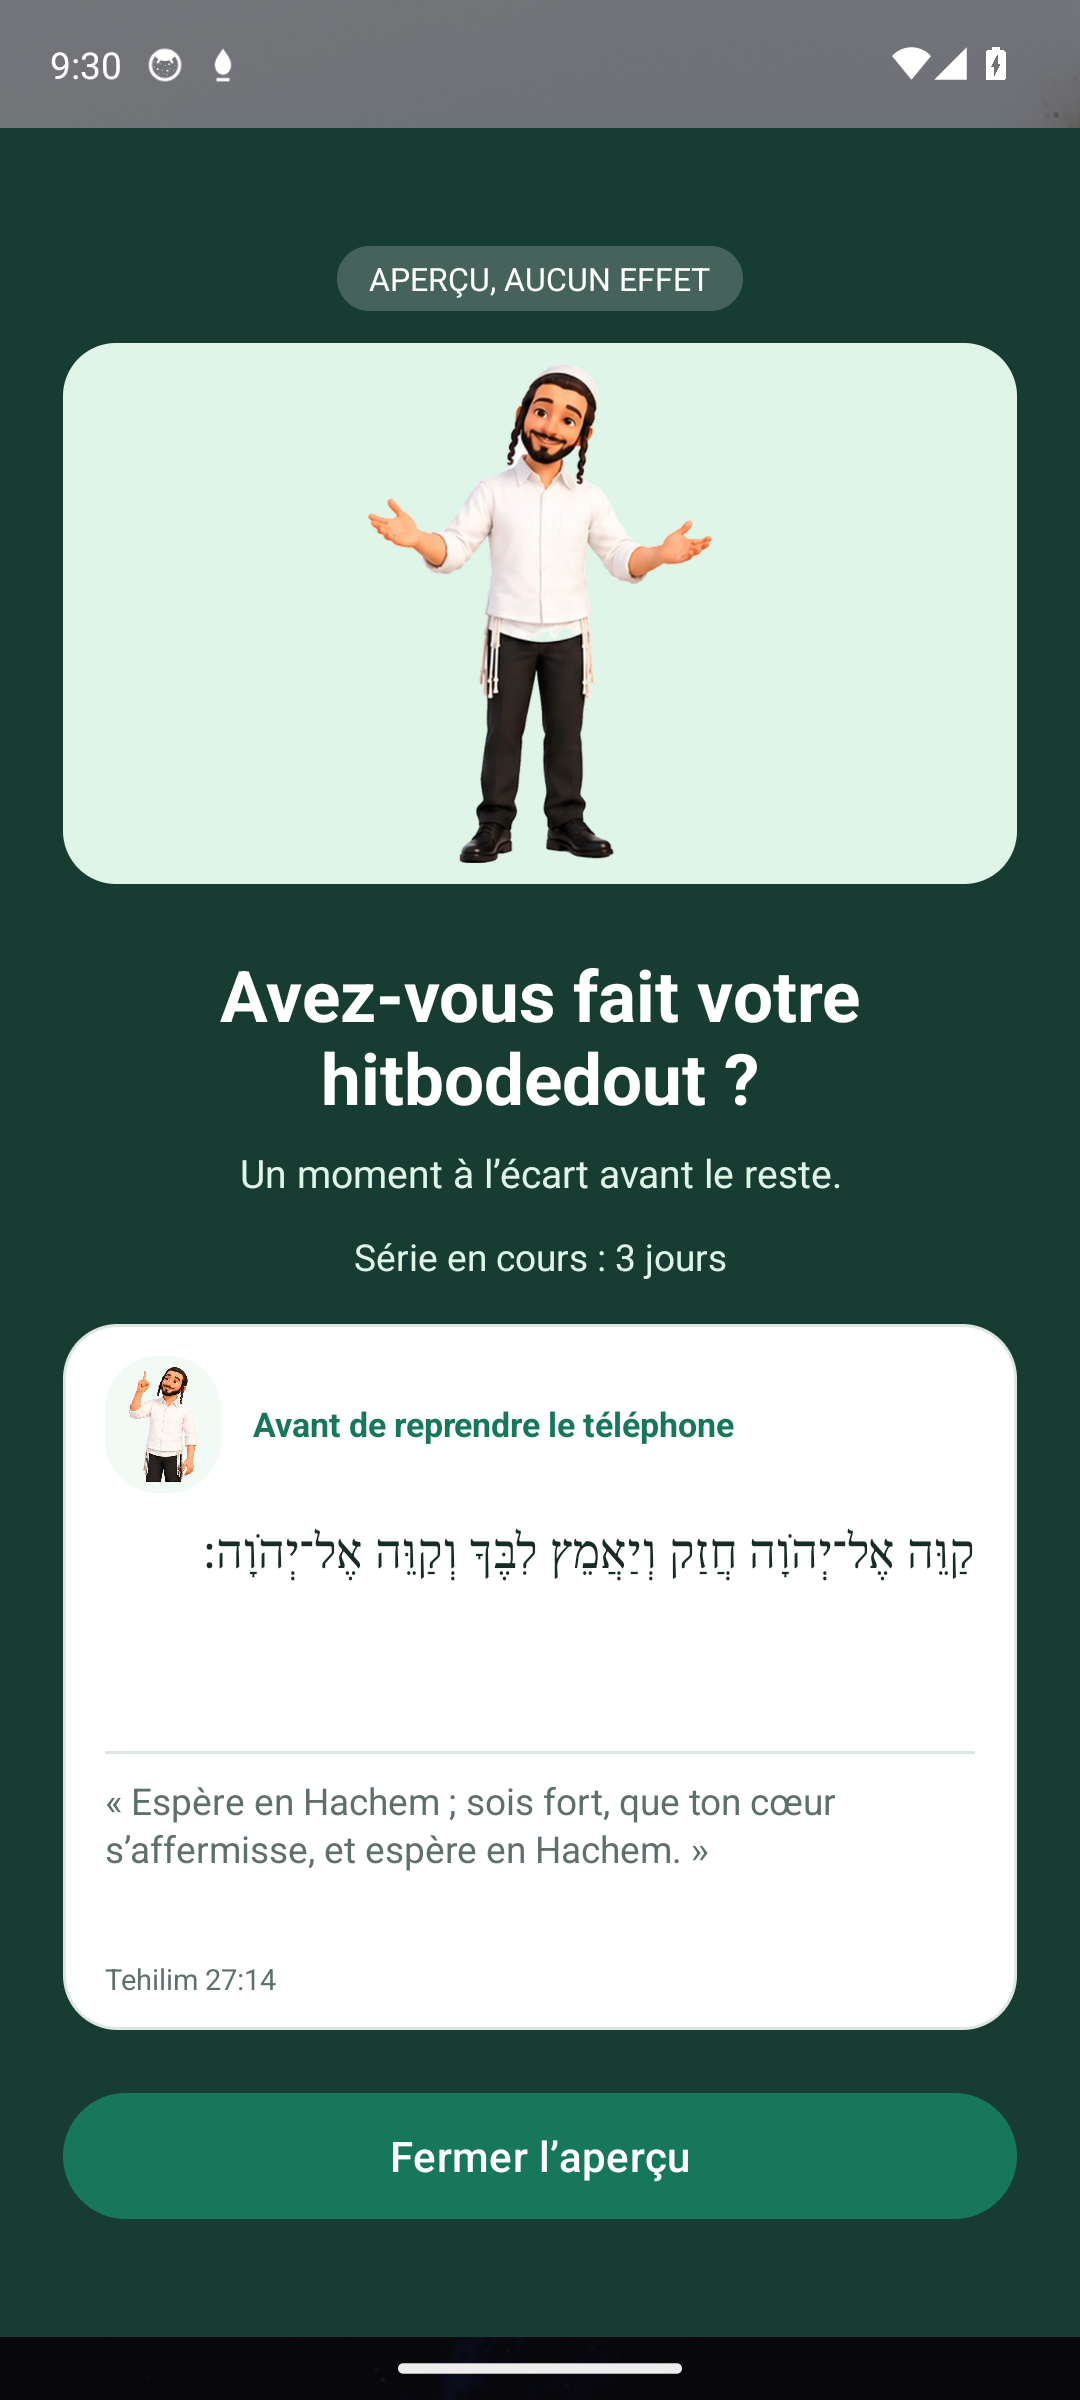 9:30
APERÇU, AUCUN EFFET
Avez-vous fait votre
hitbodedout ?
Un moment à l’écart avant le reste.
Série en cours : 3 jours
Avant de reprendre le téléphone
קַוֵּה אֶל־יְהֹוָה חֲזַק וְיַאֲמֵץ לִבֶּךָ וְקַוֵּה אֶל־יְהֹוָה׃
« Espère en Hachem ; sois fort, que ton cœur
s’affermisse, et espère en Hachem. »
Tehilim 27:14
Fermer l’aperçu